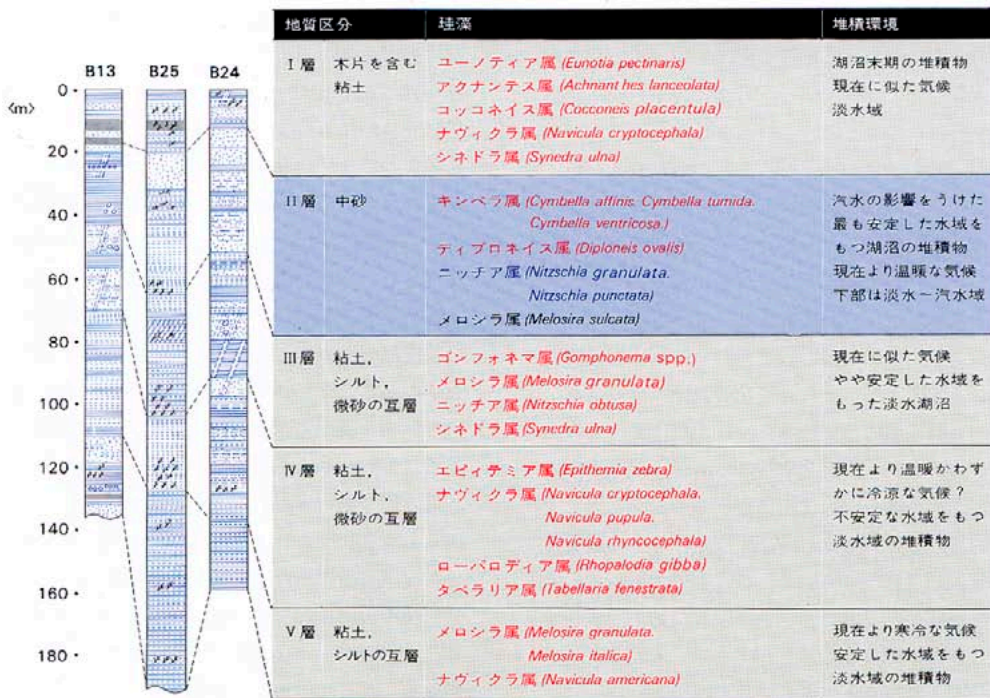 地質区分 珪藻 堆積環境
B13 B25 B24
〈m〉
0
20
40
60
80
100
120
140
160
180
I層 木片を含む
粘土
ユーノティア属 (Eunotia pectinaris)
アクナンテス属 (Achnant hes lanceolata)
コッコネイス属 (Cocconeis placentula)
ナヴィクラ属 (Navicula cryptocephala)
シネドラ属 (Synedra ulna)
湖沼末期の堆積物
現在に似た気候
淡水域
II層 中砂
キンベラ属 (Cymbella affinis. Cymbella tumida.
Cymbella ventricosa.)
ディプロネイス属 (Diploneis ovalis)
ニッチア属 (Nitzschia granulata.
Nitzschia punctata)
メロシラ属 (Melosira sulcata)
汽水の影響をうけた
最も安定した水域を
もつ湖沼の堆積物
現在より温暖な気候
下部は淡水～汽水域
III層 粘土,
シルト,
微砂の互層
ゴンフォネマ属 (Gomphonema spp.)
メロシラ属 (Melosira granulata)
ニッチア属 (Nitzschia obtusa)
シネドラ属 (Synedra ulna)
現在に似た気候
やや安定した水域を
もった淡水湖沼
IV層 粘土,
シルト,
微砂の互層
エピィテミア属 (Epithemia zebra)
ナヴィクラ属 (Navicula cryptocephala.
Navicula pupula.
Navicula rhyncocephala)
ローパロディア属 (Rhopalodia gibba)
タベラリア属 (Tabellaria fenestrata)
現在より温暖かわず
かに冷涼な気候？
不安定な水域をもつ
淡水域の堆積物
V層 粘土,
シルトの互層
メロシラ属 (Melosira granulata.
Melosira italica)
ナヴィクラ属 (Navicula americana)
現在より寒冷な気候
安定した水域をもつ
淡水域の堆積物